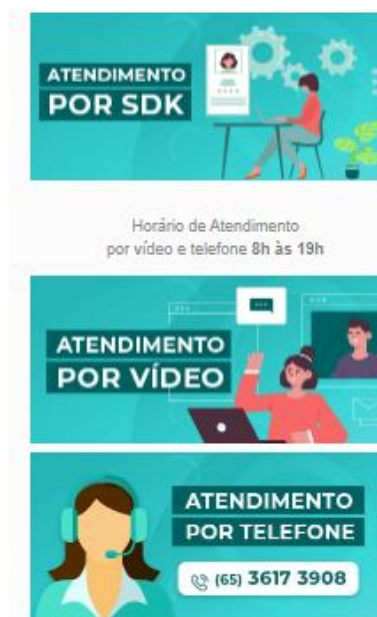 ATENDIMENTO
POR SDK
Horário de Atendimento
por vídeo e telefone 8h às 19h
ATENDIMENTO
POR VÍDEO
ATENDIMENTO
POR TELEFONE
(65) 3617 3908